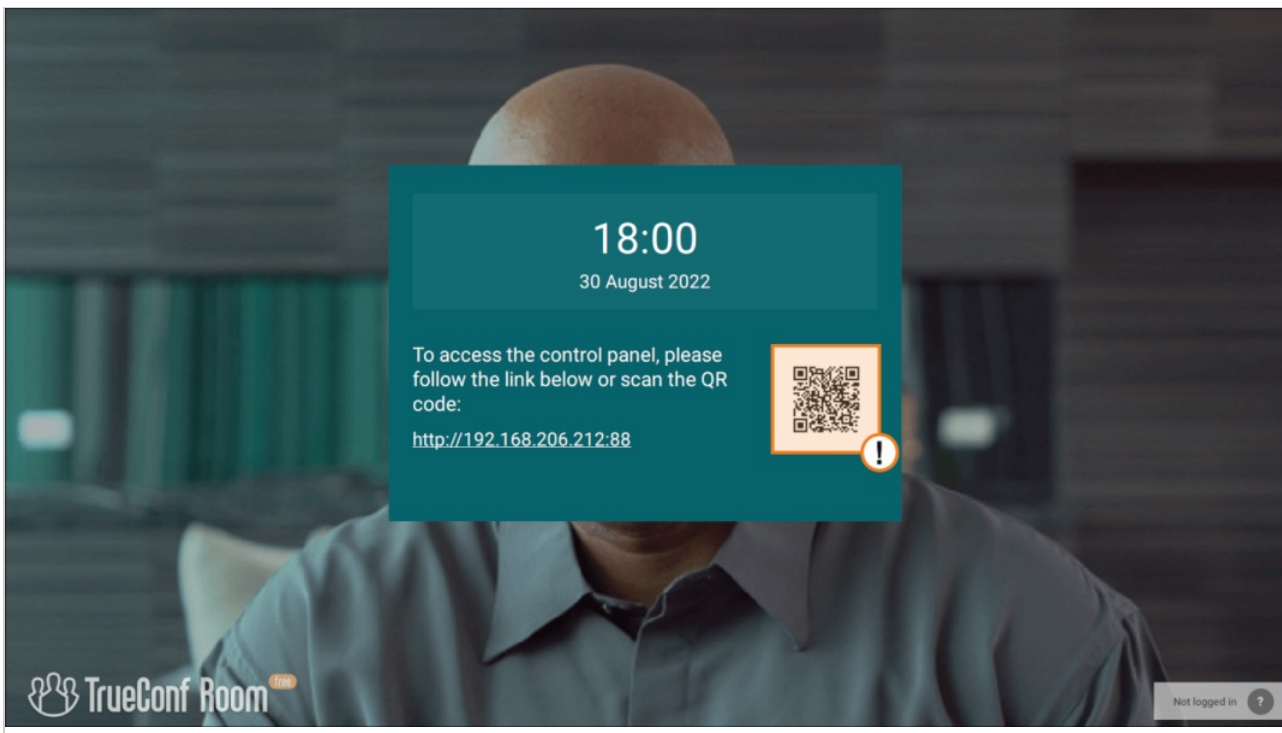 18:00
30 August 2022
To access the control panel, please
follow the link below or scan the QR
code:
http://192.168.206.212:88
!
TrueConf Room free
Not logged in ?